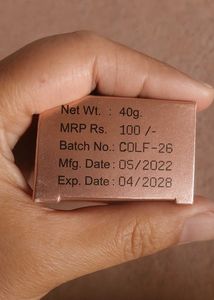 Net Wt. : 40g.
MRP Rs. 100 /-
Batch No.: COLF-26
Mfg. Date : 05/2022
Exp. Date : 04/2028